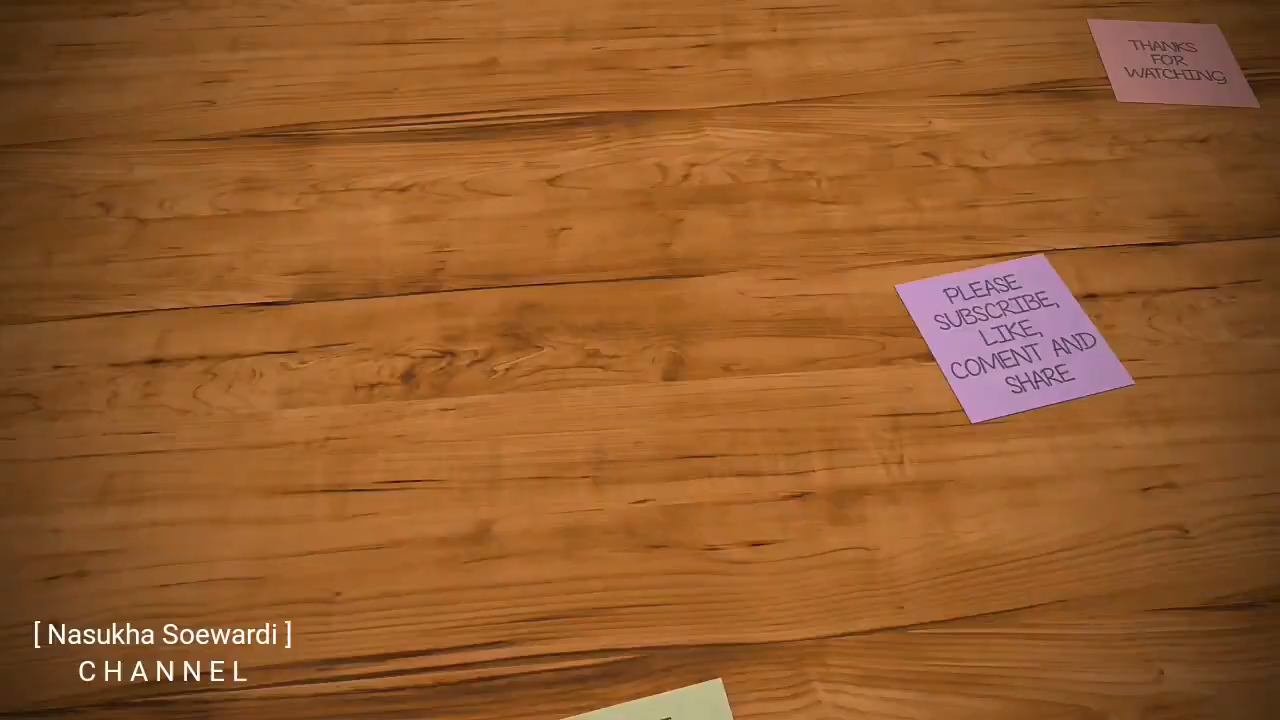 THANKS
FOR
WATCHING
PLEASE
SUBSCRIBE,
LIKE,
COMENT AND
SHARE
[ Nasukha Soewardi ]
CHANNEL